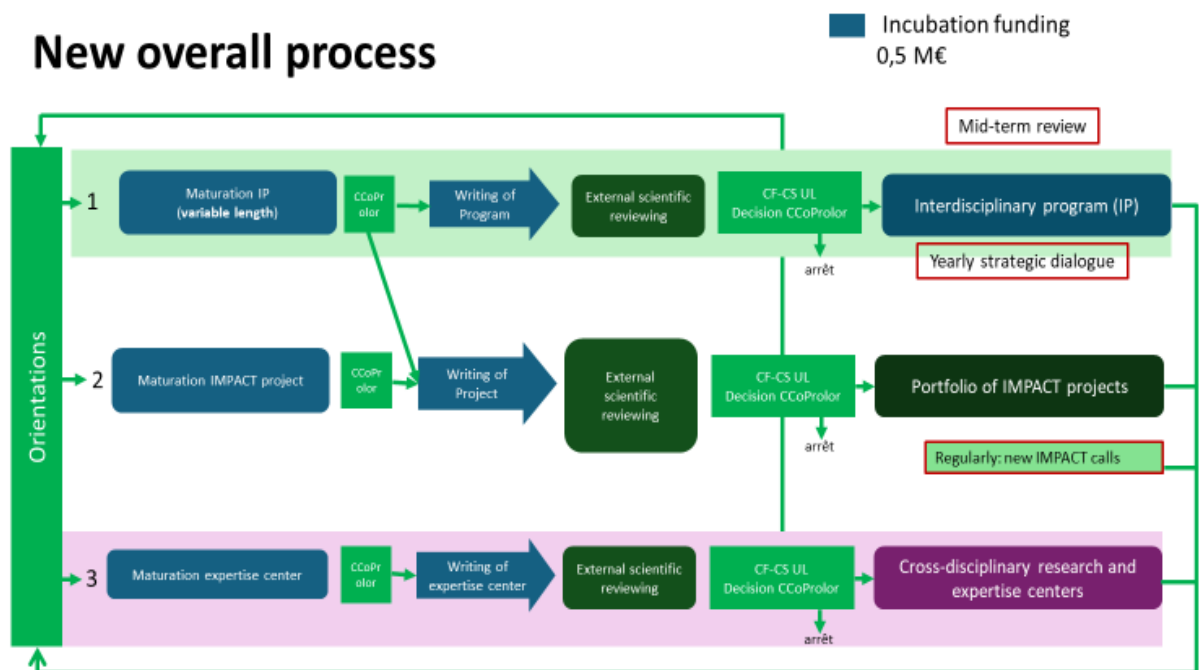 New overall process
Incubation funding
0,5 M€
Mid-term review
Orientations
1
Maturation IP
(variable length)
CCoPr
olor
Writing of
Program
External scientific
reviewing
CF-CS UL
Decision CCoProlor
Interdisciplinary program (IP)
arrêt
Yearly strategic dialogue
2
Maturation IMPACT project
CCoPr
olor
Writing of
Project
External
scientific
reviewing
CF-CS UL
Decision CCoProlor
Portfolio of IMPACT projects
arrêt
Regularly: new IMPACT calls
3
Maturation expertise center
CCoPr
olor
Writing of
expertise center
External scientific
reviewing
CF-CS UL
Decision CCoProlor
Cross-disciplinary research and
expertise centers
arrêt